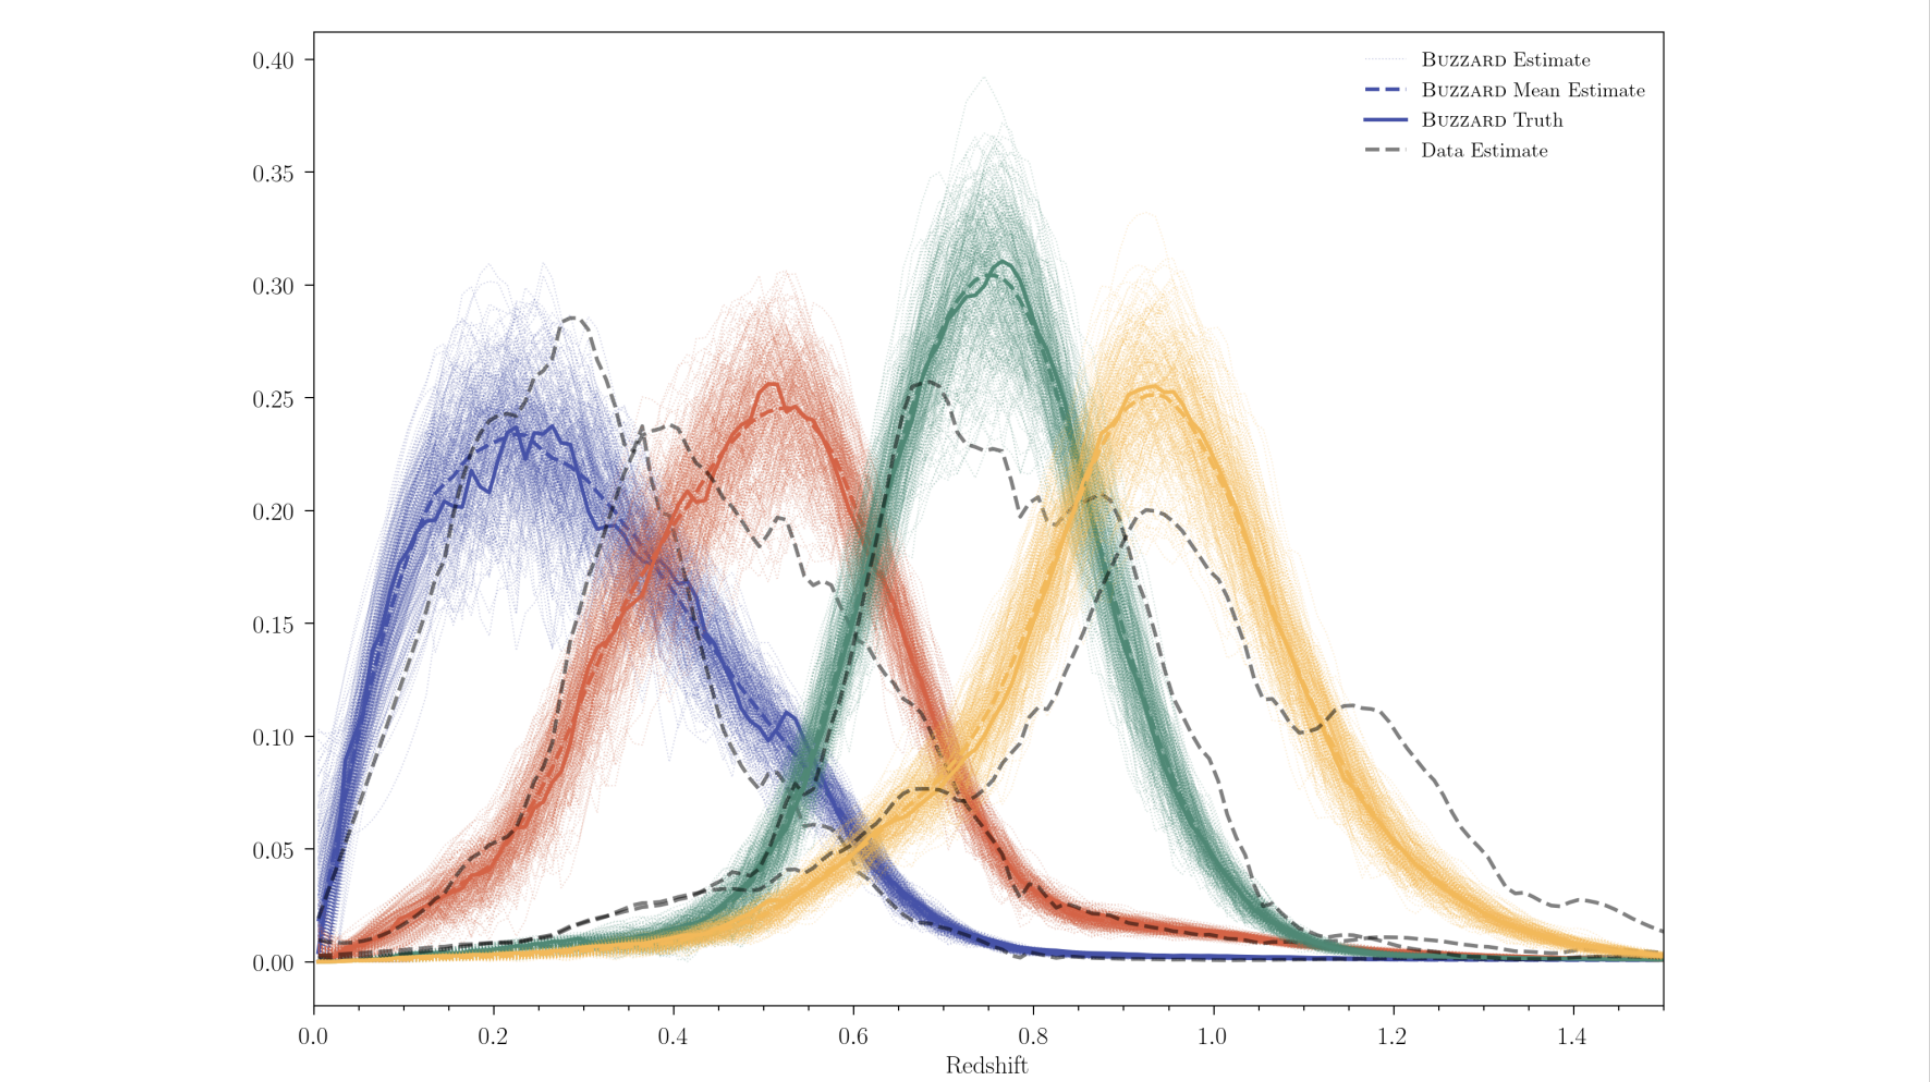 0.40
0.35
0.30
0.25
0.20
0.15
0.10
0.05
0.00
BUZZARD Estimate
BUZZARD Mean Estimate
BUZZARD Truth
Data Estimate
0.0 0.2 0.4 0.6 0.8 1.0 1.2 1.4
Redshift